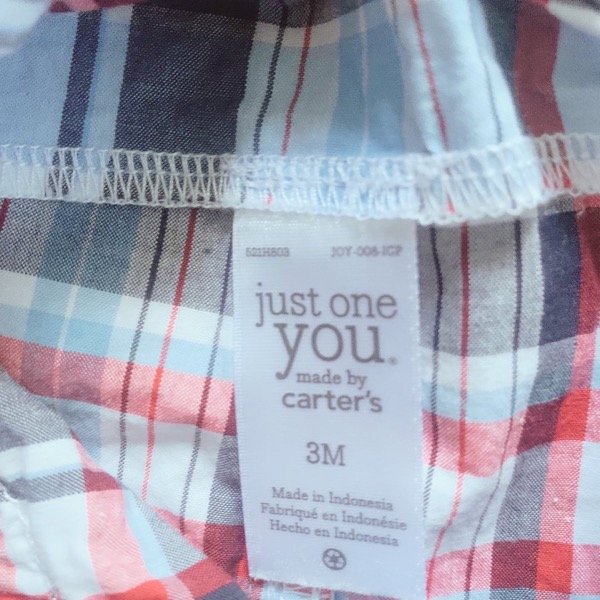 521H803 JOY-008-IGP
just one
you.
made by
carter's
3M
Made in Indonesia
Fabriqué en Indonésie
Hecho en Indonesia